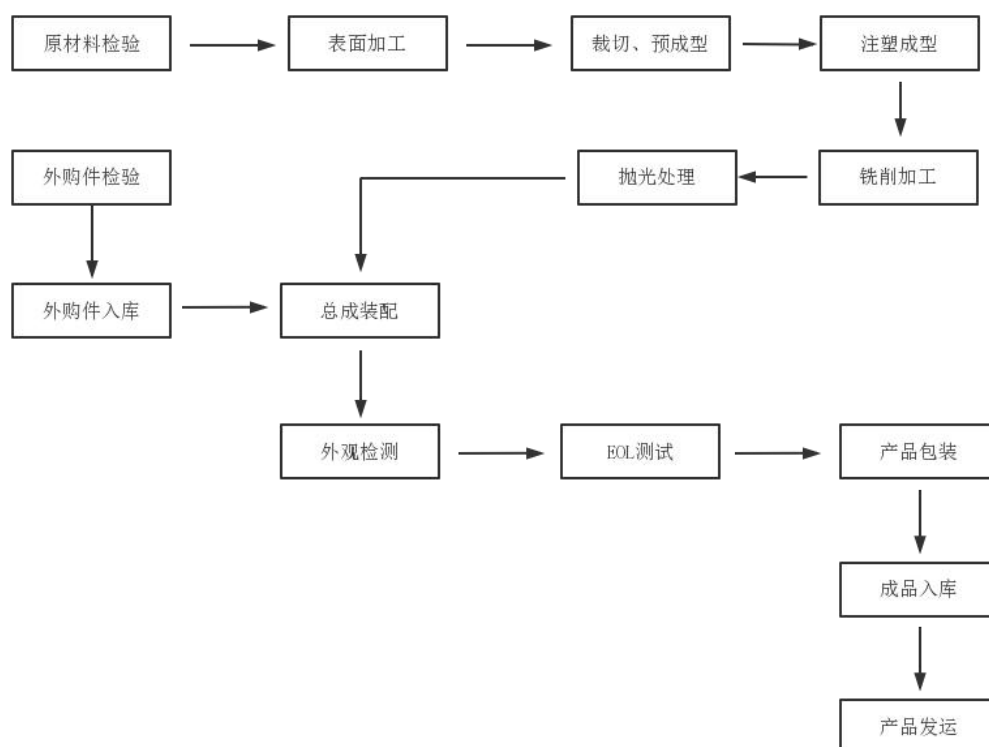 原材料检验
表面加工
裁切、预成型
注塑成型
外购件检验
抛光处理
铣削加工
外购件入库
总成装配
外观检测
EOL测试
产品包装
成品入库
产品发运